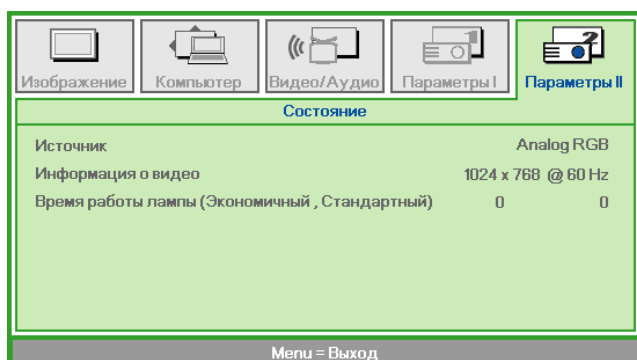 Изображение Компьютер Видео/Аудио Параметры I Параметры II
Состояние
Источник Analog RGB
Информация о видео 1024 x 768 @ 60 Hz
Время работы лампы (Экономичный , Стандартный) 0 0
Menu = Выход